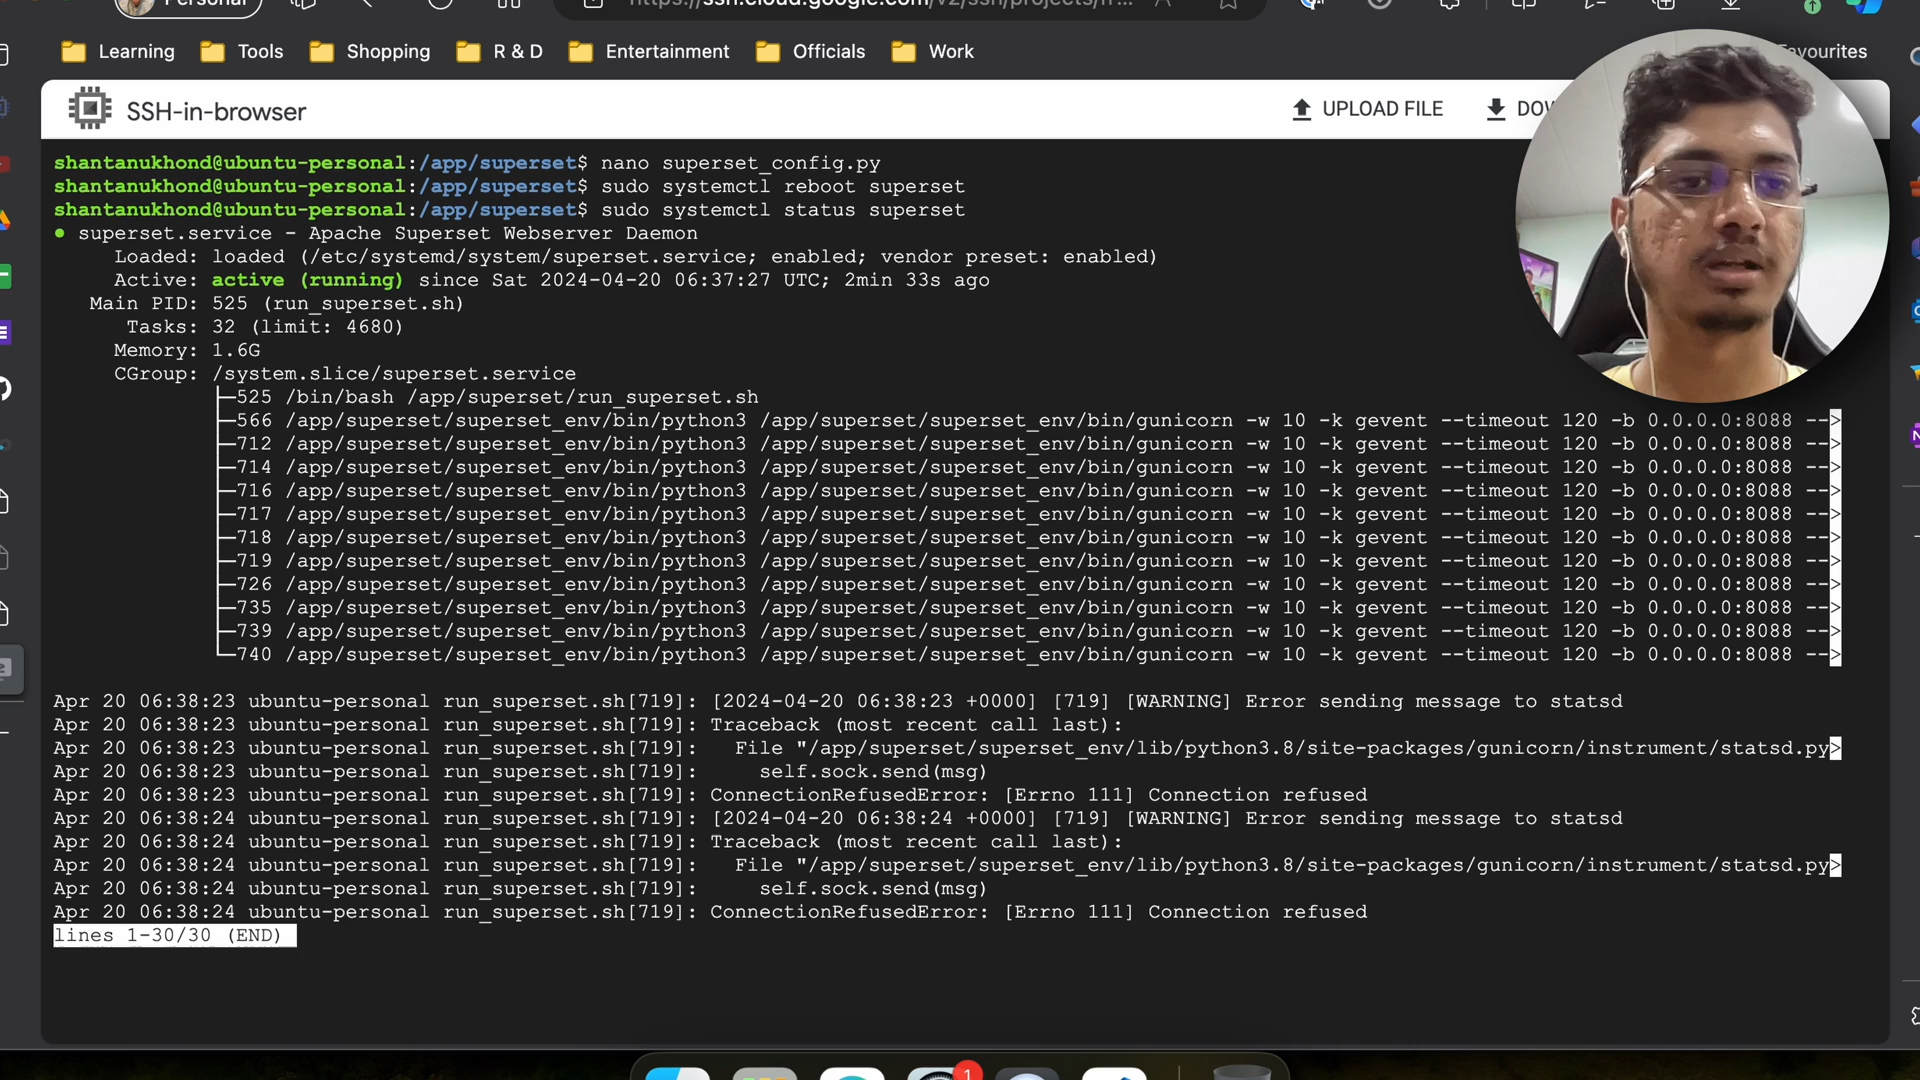 Personal
https://ssh.cloud.google.com/v2/ssh/projects/
Learning Tools Shopping R & D Entertainment Officials Work Favourites
SSH-in-browser UPLOAD FILE
shantanukhond@ubuntu-personal:/app/superset$ nano superset_config.py
shantanukhond@ubuntu-personal:/app/superset$ sudo systemctl reboot superset
shantanukhond@ubuntu-personal:/app/superset$ sudo systemctl status superset
● superset.service - Apache Superset Webserver Daemon
Loaded: loaded (/etc/systemd/system/superset.service; enabled; vendor preset: enabled)
Active: active (running) since Sat 2024-04-20 06:37:27 UTC; 2min 33s ago
Main PID: 525 (run_superset.sh)
Tasks: 32 (limit: 4680)
Memory: 1.6G
CGroup: /system.slice/superset.service
├─525 /bin/bash /app/superset/run_superset.sh
├─566 /app/superset/superset_env/bin/python3 /app/superset/superset_env/bin/gunicorn -w 10 -k gevent --timeout 120 -b 0.0.0.0:8088 -->
├─712 /app/superset/superset_env/bin/python3 /app/superset/superset_env/bin/gunicorn -w 10 -k gevent --timeout 120 -b 0.0.0.0:8088 -->
├─714 /app/superset/superset_env/bin/python3 /app/superset/superset_env/bin/gunicorn -w 10 -k gevent --timeout 120 -b 0.0.0.0:8088 -->
├─716 /app/superset/superset_env/bin/python3 /app/superset/superset_env/bin/gunicorn -w 10 -k gevent --timeout 120 -b 0.0.0.0:8088 -->
├─717 /app/superset/superset_env/bin/python3 /app/superset/superset_env/bin/gunicorn -w 10 -k gevent --timeout 120 -b 0.0.0.0:8088 -->
├─718 /app/superset/superset_env/bin/python3 /app/superset/superset_env/bin/gunicorn -w 10 -k gevent --timeout 120 -b 0.0.0.0:8088 -->
├─719 /app/superset/superset_env/bin/python3 /app/superset/superset_env/bin/gunicorn -w 10 -k gevent --timeout 120 -b 0.0.0.0:8088 -->
├─726 /app/superset/superset_env/bin/python3 /app/superset/superset_env/bin/gunicorn -w 10 -k gevent --timeout 120 -b 0.0.0.0:8088 -->
├─735 /app/superset/superset_env/bin/python3 /app/superset/superset_env/bin/gunicorn -w 10 -k gevent --timeout 120 -b 0.0.0.0:8088 -->
├─739 /app/superset/superset_env/bin/python3 /app/superset/superset_env/bin/gunicorn -w 10 -k gevent --timeout 120 -b 0.0.0.0:8088 -->
└─740 /app/superset/superset_env/bin/python3 /app/superset/superset_env/bin/gunicorn -w 10 -k gevent --timeout 120 -b 0.0.0.0:8088 -->
Apr 20 06:38:23 ubuntu-personal run_superset.sh[719]: [2024-04-20 06:38:23 +0000] [719] [WARNING] Error sending message to statsd
Apr 20 06:38:23 ubuntu-personal run_superset.sh[719]: Traceback (most recent call last):
Apr 20 06:38:23 ubuntu-personal run_superset.sh[719]: File "/app/superset/superset_env/lib/python3.8/site-packages/gunicorn/instrument/statsd.py>
Apr 20 06:38:23 ubuntu-personal run_superset.sh[719]: self.sock.send(msg)
Apr 20 06:38:23 ubuntu-personal run_superset.sh[719]: ConnectionRefusedError: [Errno 111] Connection refused
Apr 20 06:38:24 ubuntu-personal run_superset.sh[719]: [2024-04-20 06:38:24 +0000] [719] [WARNING] Error sending message to statsd
Apr 20 06:38:24 ubuntu-personal run_superset.sh[719]: Traceback (most recent call last):
Apr 20 06:38:24 ubuntu-personal run_superset.sh[719]: File "/app/superset/superset_env/lib/python3.8/site-packages/gunicorn/instrument/statsd.py>
Apr 20 06:38:24 ubuntu-personal run_superset.sh[719]: self.sock.send(msg)
Apr 20 06:38:24 ubuntu-personal run_superset.sh[719]: ConnectionRefusedError: [Errno 111] Connection refused
lines 1-30/30 (END)
1